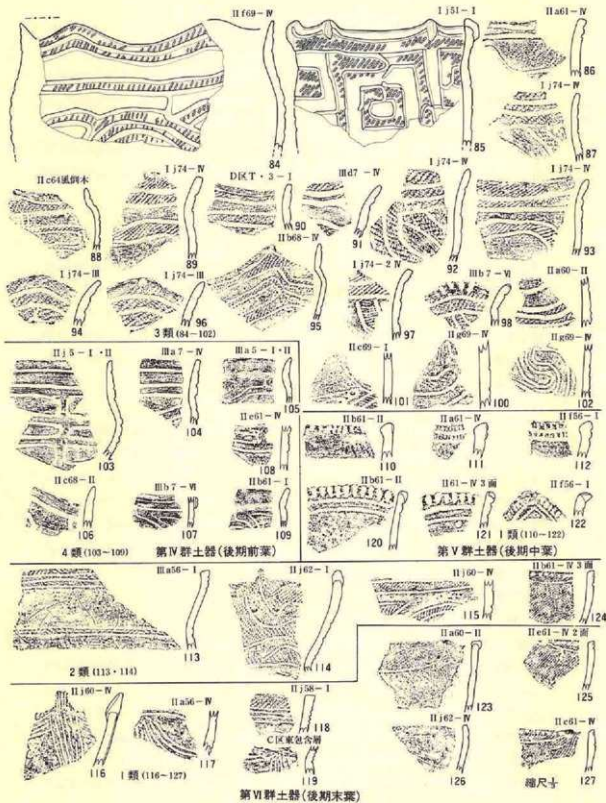 II f69-IV
I j51-I
II a61-IV
86
I j74-IV
84
85
87
II c64風倒木
I j74-IV
D区T・3-I
III d7-IV
I j74-IV
I j74-IV
88
89
90
91
92
93
II b68-IV
I j74-III
I j74-III
I j74-2 IV
III b7-VI
II a60-II
94
96
95
97
98
99
3類(84-102)
II c69-I
II g69-IV
II g69-IV
101
100
102
II j5-I・II
III a7-IV
III a5-I・II
103
104
105
II e61-IV
II b61-II
II a61-IV
II f56-I
108
110
111
112
II c68-II
III b7-VI
II b61-I
II b61-II
II 61-IV 3面
II f56-I
106
107
109
120
121
122
1類(110-122)
4類(103~109)
第IV群土器(後期前葉)
第V群土器(後期中葉)
III a56-I
II j62-I
II j60-IV
II b61-IV 3面
113
114
115
124
2類(113・114)
II a60-II
II e61-IV 2面
123
125
II j60-IV
II a56-IV
II j58-I
118
C区東包含層
II j62-IV
II c61-IV
116
117
119
126
127
1類(116~127)
縮尺1/3
第VI群土器(後期末葉)